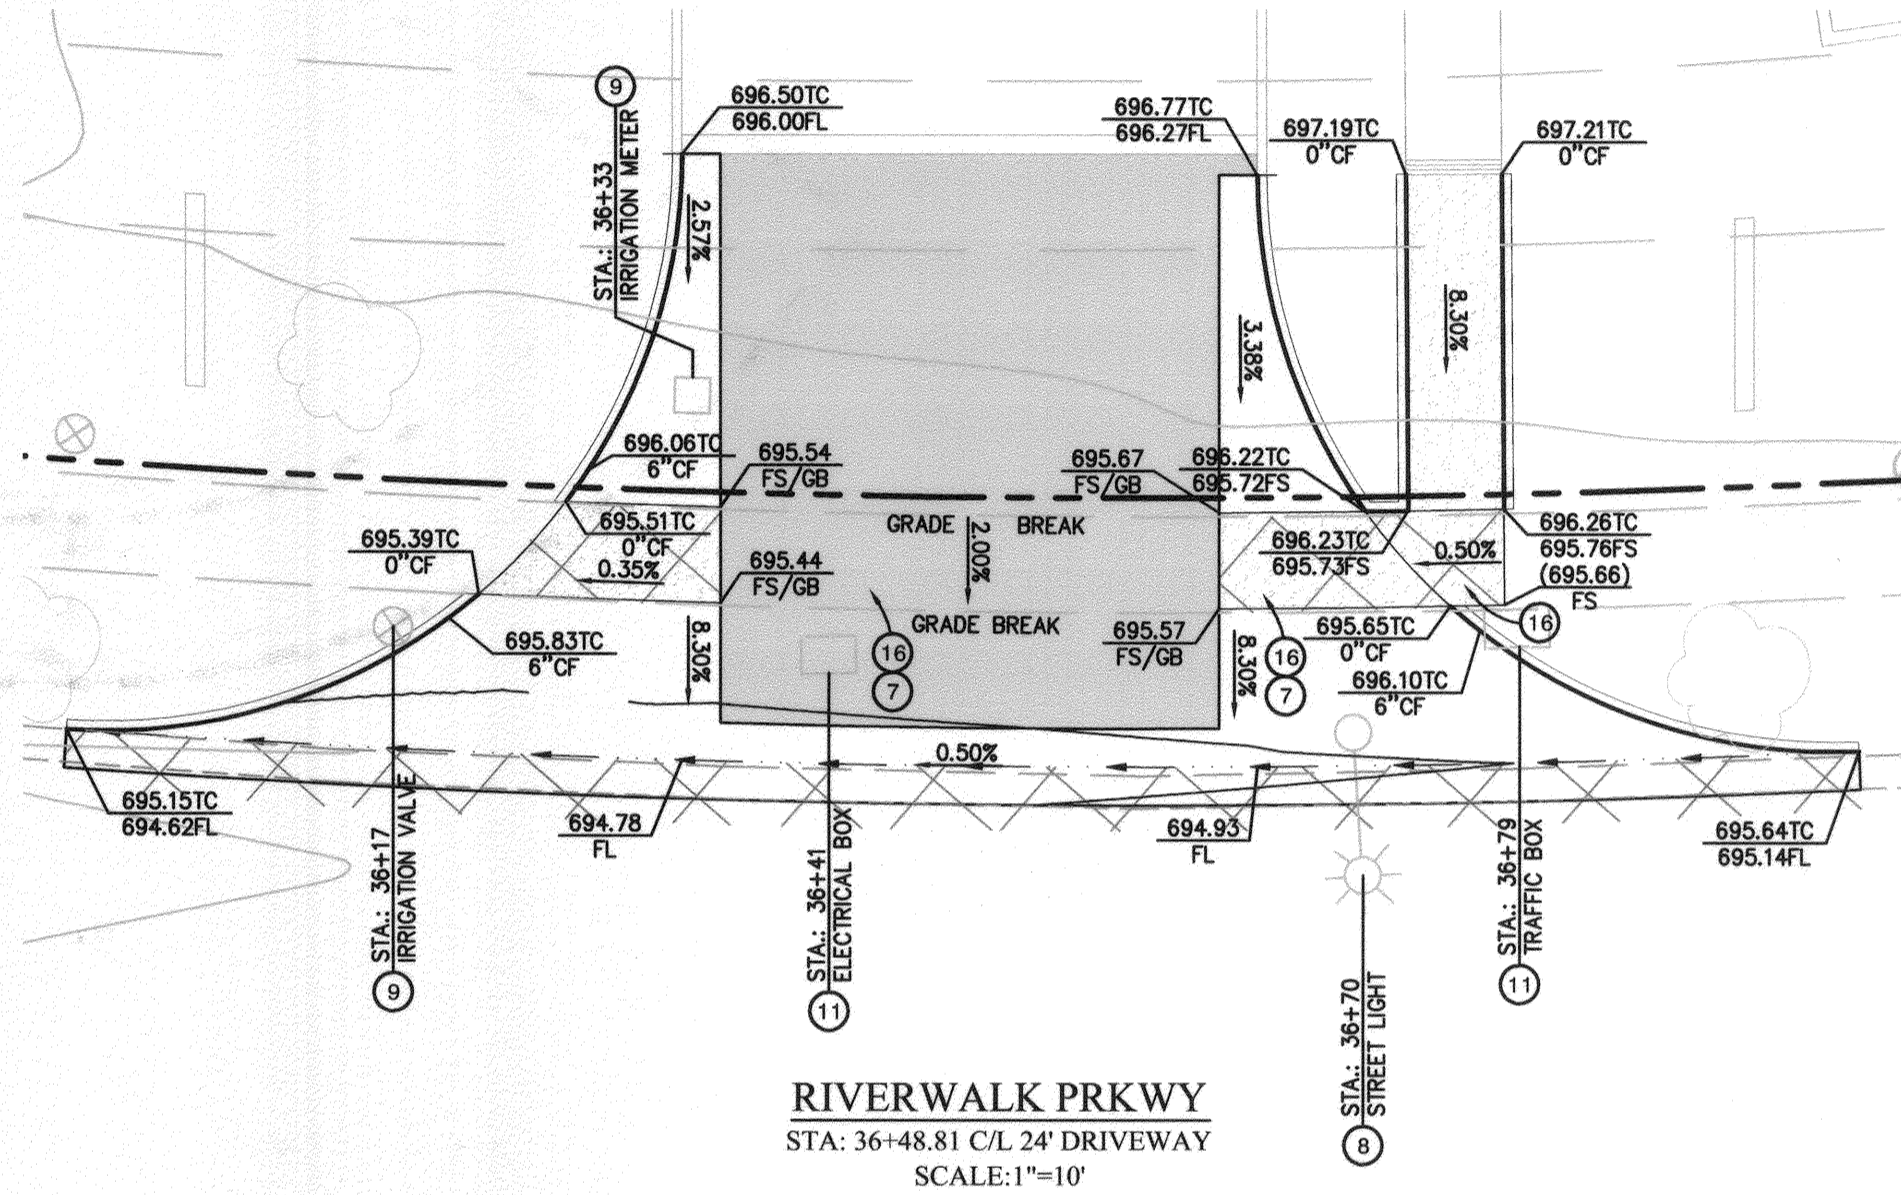 9
STA.: 36+33
IRRIGATION METER
696.50TC
696.00FL
696.77TC
696.27FL
697.19TC
0"CF
697.21TC
0"CF
2.57%
3.38%
8.30%
696.06TC
6"CF
695.54
FS/GB
695.67
FS/GB
696.22TC
695.72FS
695.39TC
0"CF
695.51TC
0"CF
0.35%
GRADE BREAK
2.00%
696.23TC
695.73FS
0.50%
696.26TC
695.76FS
(695.66)
FS
695.44
FS/GB
GRADE BREAK
695.57
FS/GB
695.65TC
0"CF
16
695.83TC
6"CF
8.30%
16
7
8.30%
16
7
696.10TC
6"CF
0.50%
695.15TC
694.62FL
694.78
FL
694.93
FL
695.64TC
695.14FL
STA.: 36+17
IRRIGATION VALVE
9
STA.: 36+41
ELECTRICAL BOX
11
STA.: 36+70
STREET LIGHT
8
STA.: 36+79
TRAFFIC BOX
11
RIVERWALK PRKWY
STA: 36+48.81 C/L 24' DRIVEWAY
SCALE:1"=10'